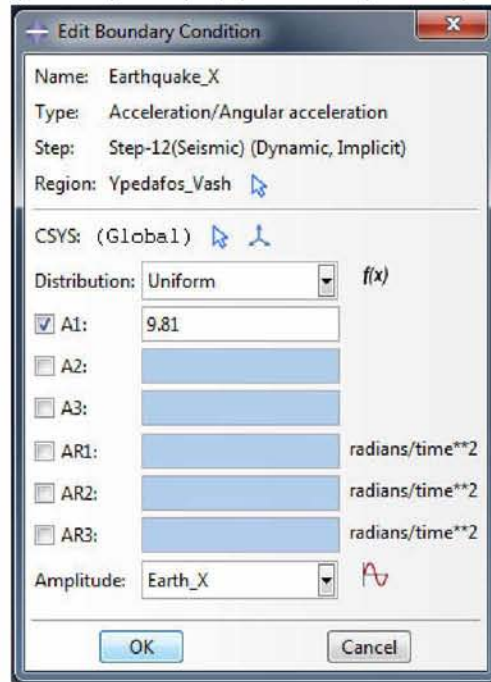 Edit Boundary Condition
Name: Earthquake_X
Type: Acceleration/Angular acceleration
Step: Step-12(Seismic) (Dynamic, Implicit)
Region: Ypedafos_Vash
CSYS: (Global)
Distribution: Uniform f(x)
A1: 9.81
A2:
A3:
AR1: radians/time**2
AR2: radians/time**2
AR3: radians/time**2
Amplitude: Earth_X
OK Cancel